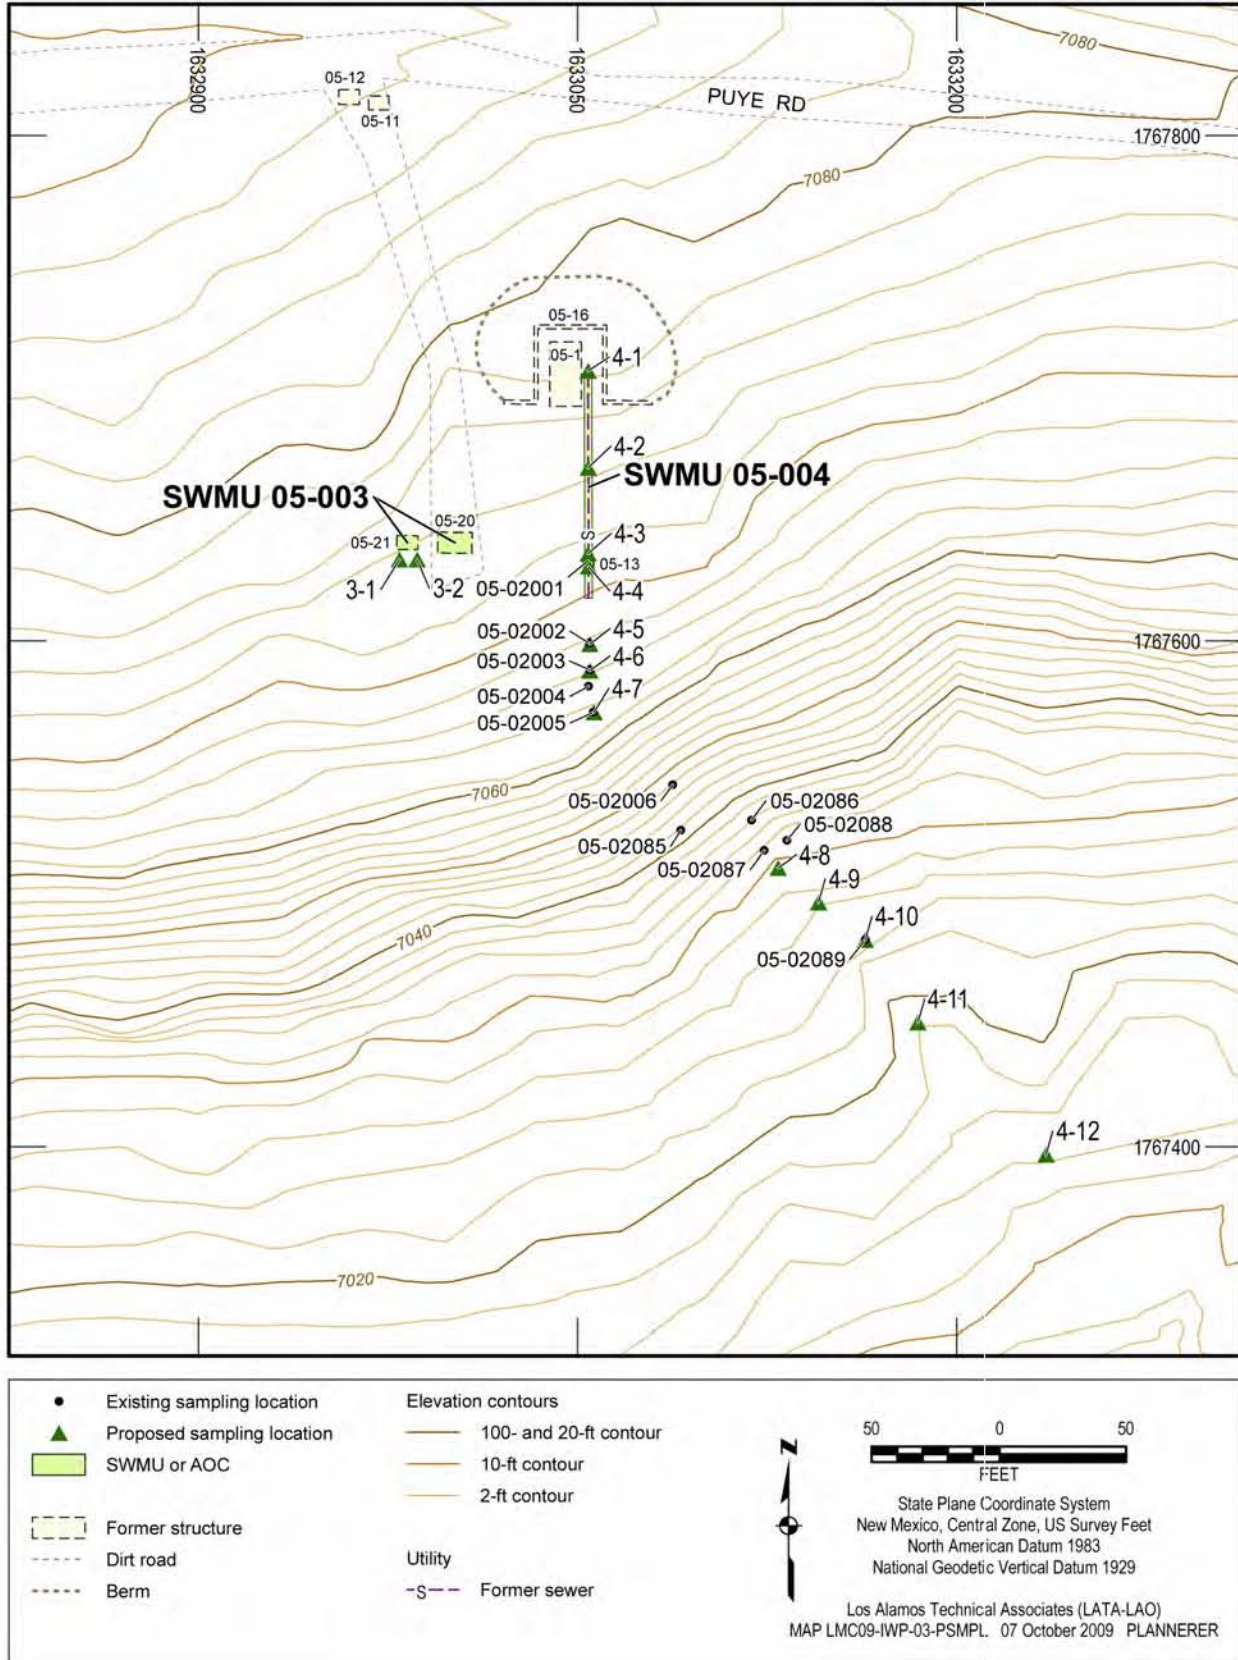 1632900
1633050
1633200
7080
05-12
05-11
PUYE RD
1767800
7080
05-16
05-1
4-1
4-2
SWMU 05-004
SWMU 05-003
05-20
S
05-21
4-3
05-13
3-1
3-2
05-02001
4-4
05-02002
4-5
1767600
05-02003
4-6
05-02004
4-7
05-02005
7060
05-02006
05-02086
05-02085
05-02088
05-02087
4-8
4-9
4-10
7040
05-02089
4-11
4-12
1767400
7020
Existing sampling location
Proposed sampling location
SWMU or AOC
Former structure
Dirt road
Berm
Elevation contours
100- and 20-ft contour
10-ft contour
2-ft contour
Utility
-S-- Former sewer
N
50 0 50
FEET
State Plane Coordinate System
New Mexico, Central Zone, US Survey Feet
North American Datum 1983
National Geodetic Vertical Datum 1929
Los Alamos Technical Associates (LATA-LAO)
MAP LMC09-IWP-03-PSMPL. 07 October 2009 PLANNERER